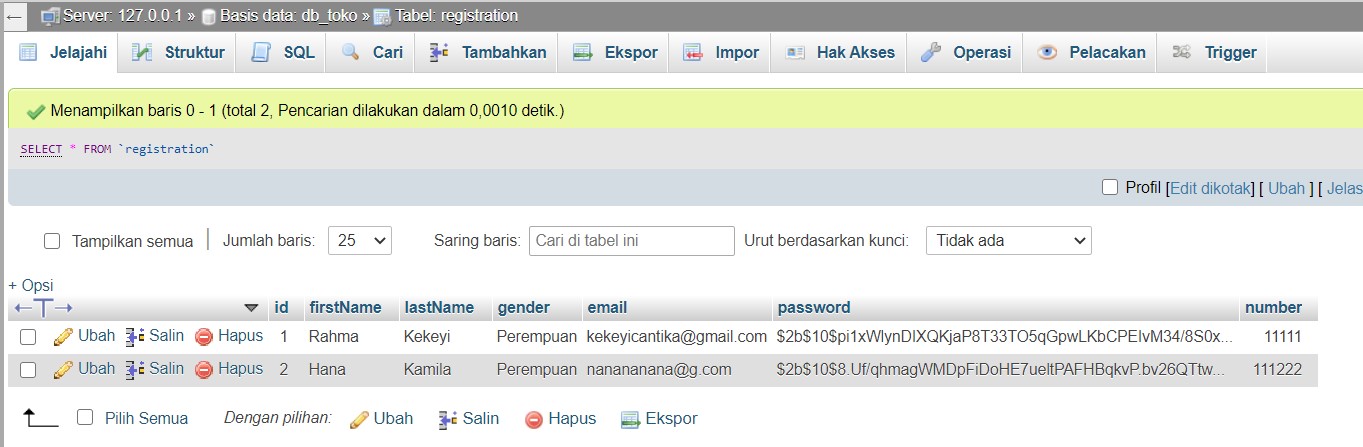 Server: 127.0.0.1 » Basis data: db_toko » Tabel: registration
Jelajahi Struktur SQL Cari Tambahkan Ekspor Impor Hak Akses Operasi Pelacakan Trigger
Menampilkan baris 0 - 1 (total 2, Pencarian dilakukan dalam 0,0010 detik.)
SELECT * FROM `registration`
Profil [Edit dikotak] [ Ubah ] [ Jelas
Tampilkan semua | Jumlah baris: 25 Saring baris: Cari di tabel ini Urut berdasarkan kunci: Tidak ada
+ Opsi
←T→ id firstName lastName gender email password number
Ubah Salin Hapus 1 Rahma Kekeyi Perempuan kekeyicantika@gmail.com $2b$10$pi1xWlynDlXQKjaP8T33TO5qGpwLKbCPEIvM34/8S0x... 11111
Ubah Salin Hapus 2 Hana Kamila Perempuan nanananana@g.com $2b$10$8.Uf/qhmagWMDpFiDoHE7ueltPAFHBqkvP.bv26QTtw... 111222
Pilih Semua Dengan pilihan: Ubah Salin Hapus Ekspor